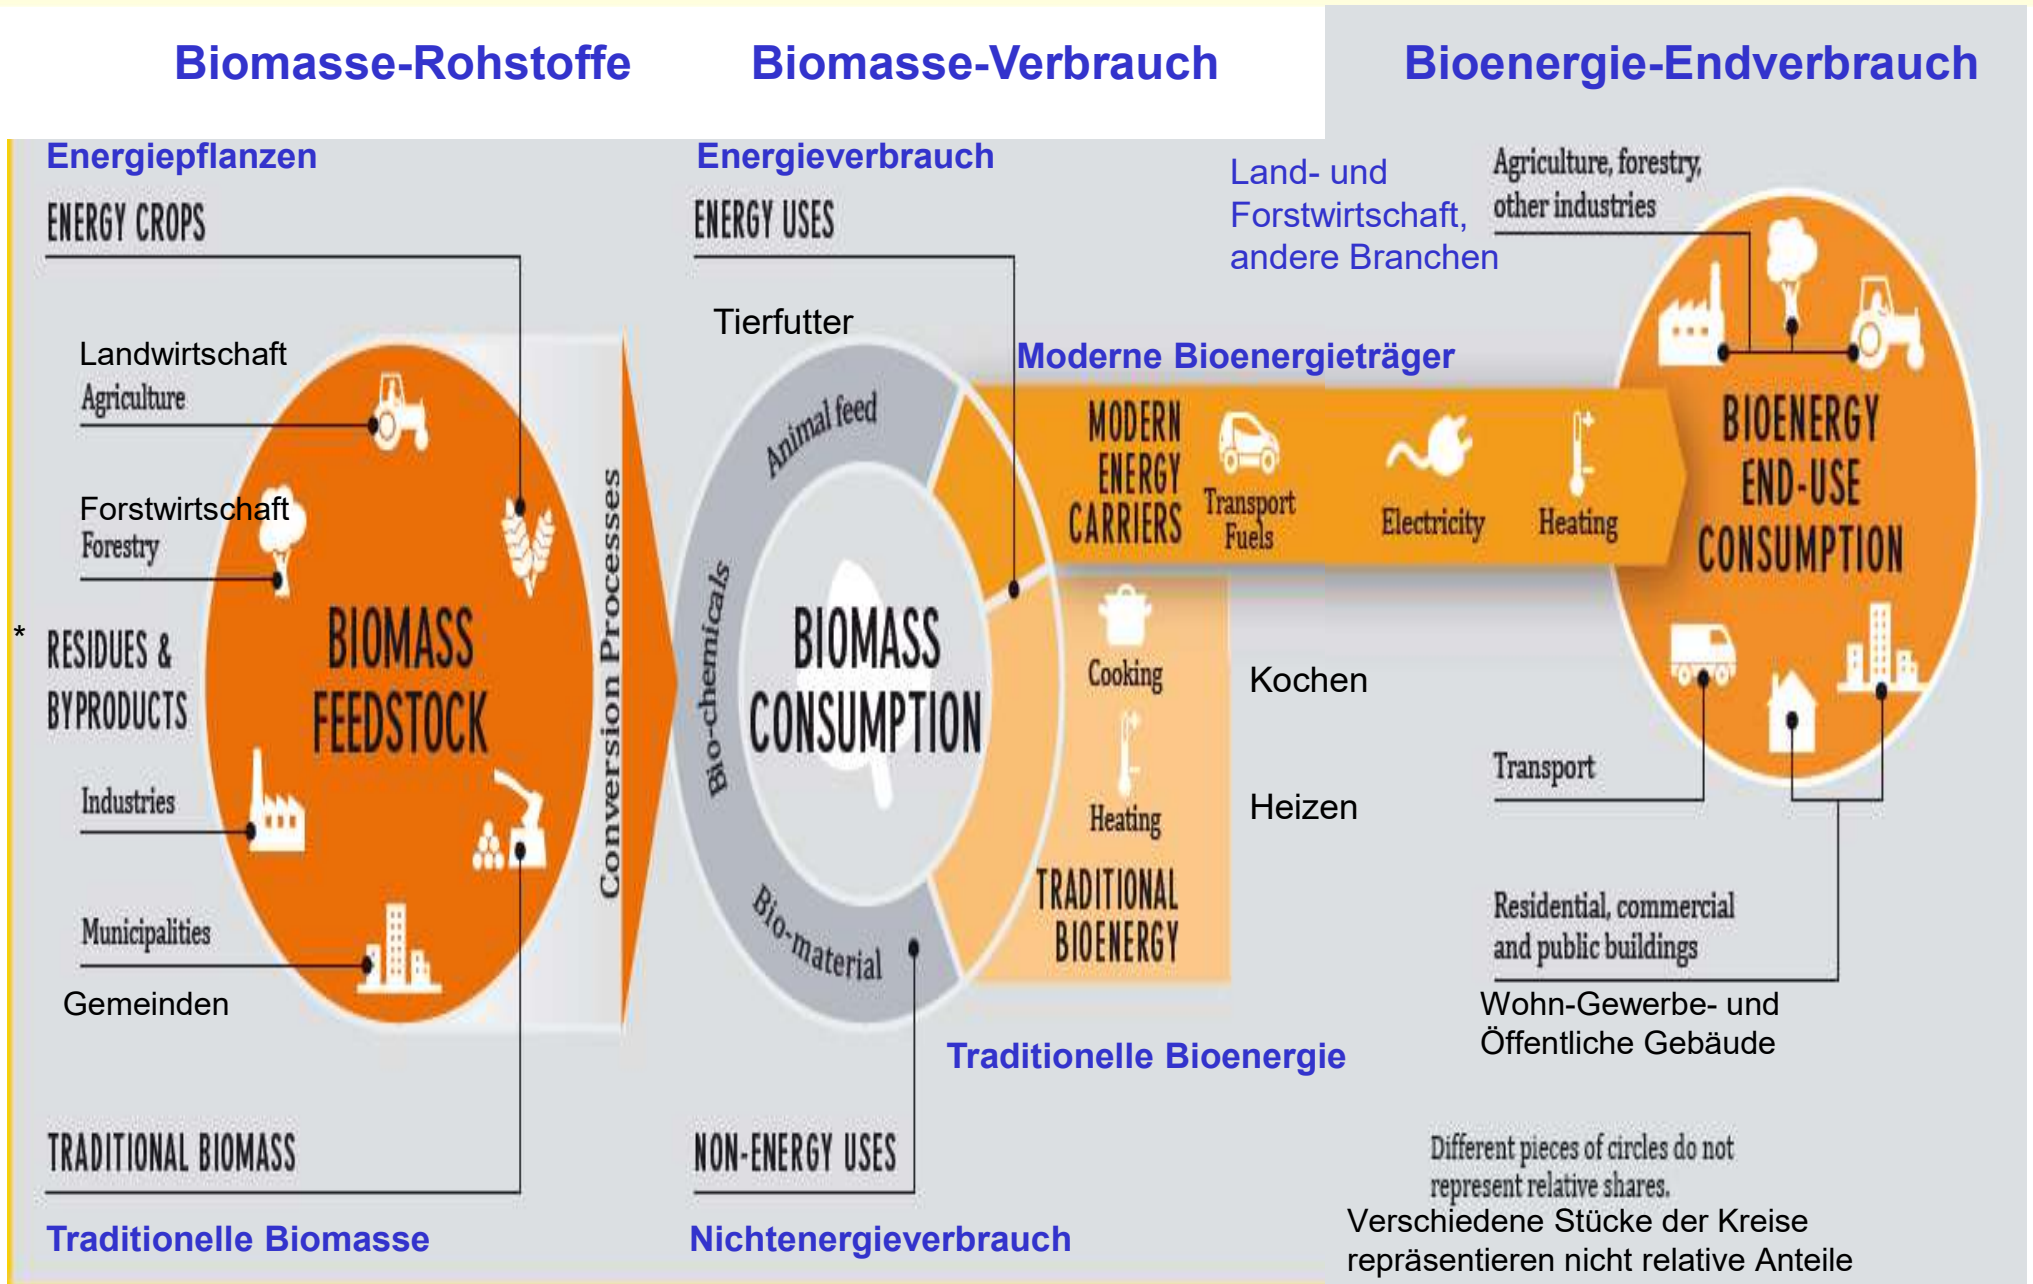 Biomasse-Rohstoffe
Biomasse-Verbrauch
Bioenergie-Endverbrauch
Energiepflanzen
ENERGY CROPS
Landwirtschaft
Agriculture
Forstwirtschaft
Forestry
*
RESIDUES &
BYPRODUCTS
Industries
Municipalities
Gemeinden
TRADITIONAL BIOMASS
Traditionelle Biomasse
BIOMASS
FEEDSTOCK
Conversion Processes
Energieverbrauch
ENERGY USES
Tierfutter
Animal feed
Bio-chemicals
Bio-material
BIOMASS
CONSUMPTION
NON-ENERGY USES
Nichtenergieverbrauch
Moderne Bioenergieträger
MODERN
ENERGY
CARRIERS
Transport
Fuels
Electricity
Heating
Cooking
Kochen
Heating
Heizen
TRADITIONAL
BIOENERGY
Traditionelle Bioenergie
Land- und
Forstwirtschaft,
andere Branchen
Agriculture, forestry,
other industries
BIOENERGY
END-USE
CONSUMPTION
Transport
Residential, commercial
and public buildings
Wohn-Gewerbe- und
Öffentliche Gebäude
Different pieces of circles do not
represent relative shares.
Verschiedene Stücke der Kreise
repräsentieren nicht relative Anteile